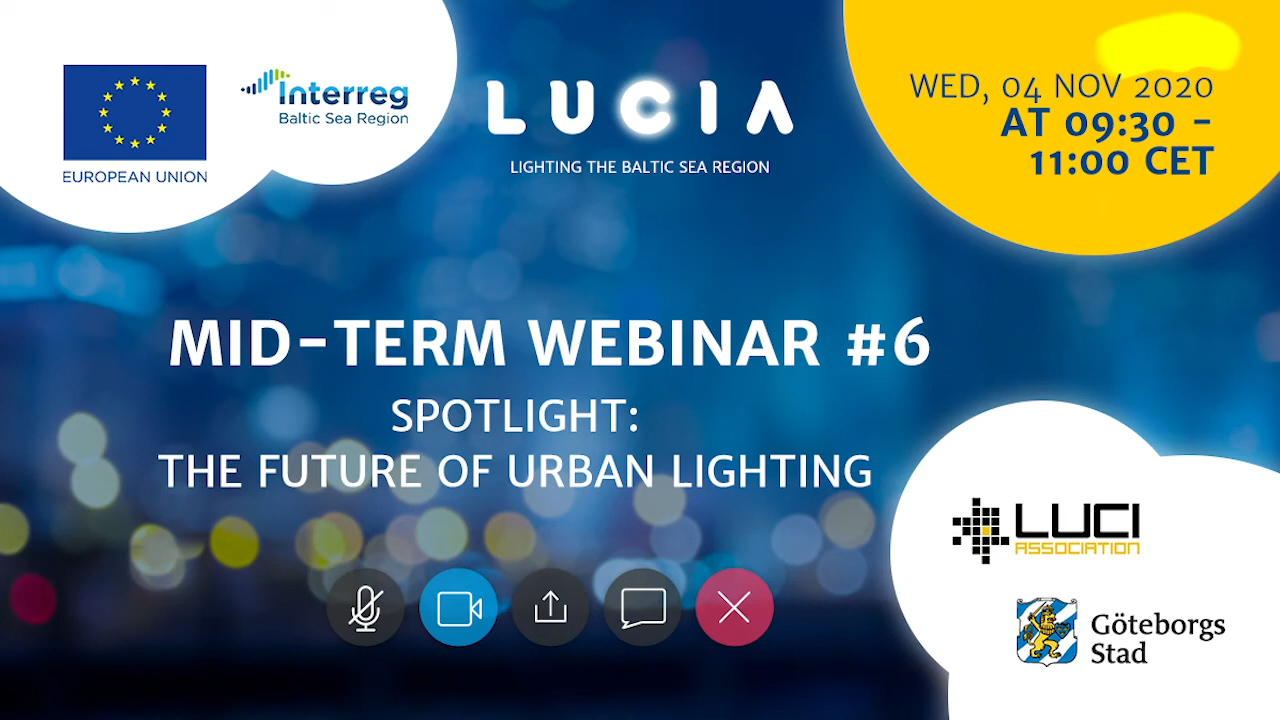 EUROPEAN UNION
Interreg
Baltic Sea Region
LUCIA
LIGHTING THE BALTIC SEA REGION
WED, 04 NOV 2020
AT 09:30 -
11:00 CET
MID-TERM WEBINAR #6
SPOTLIGHT:
THE FUTURE OF URBAN LIGHTING
LUCI
ASSOCIATION
Göteborgs
Stad